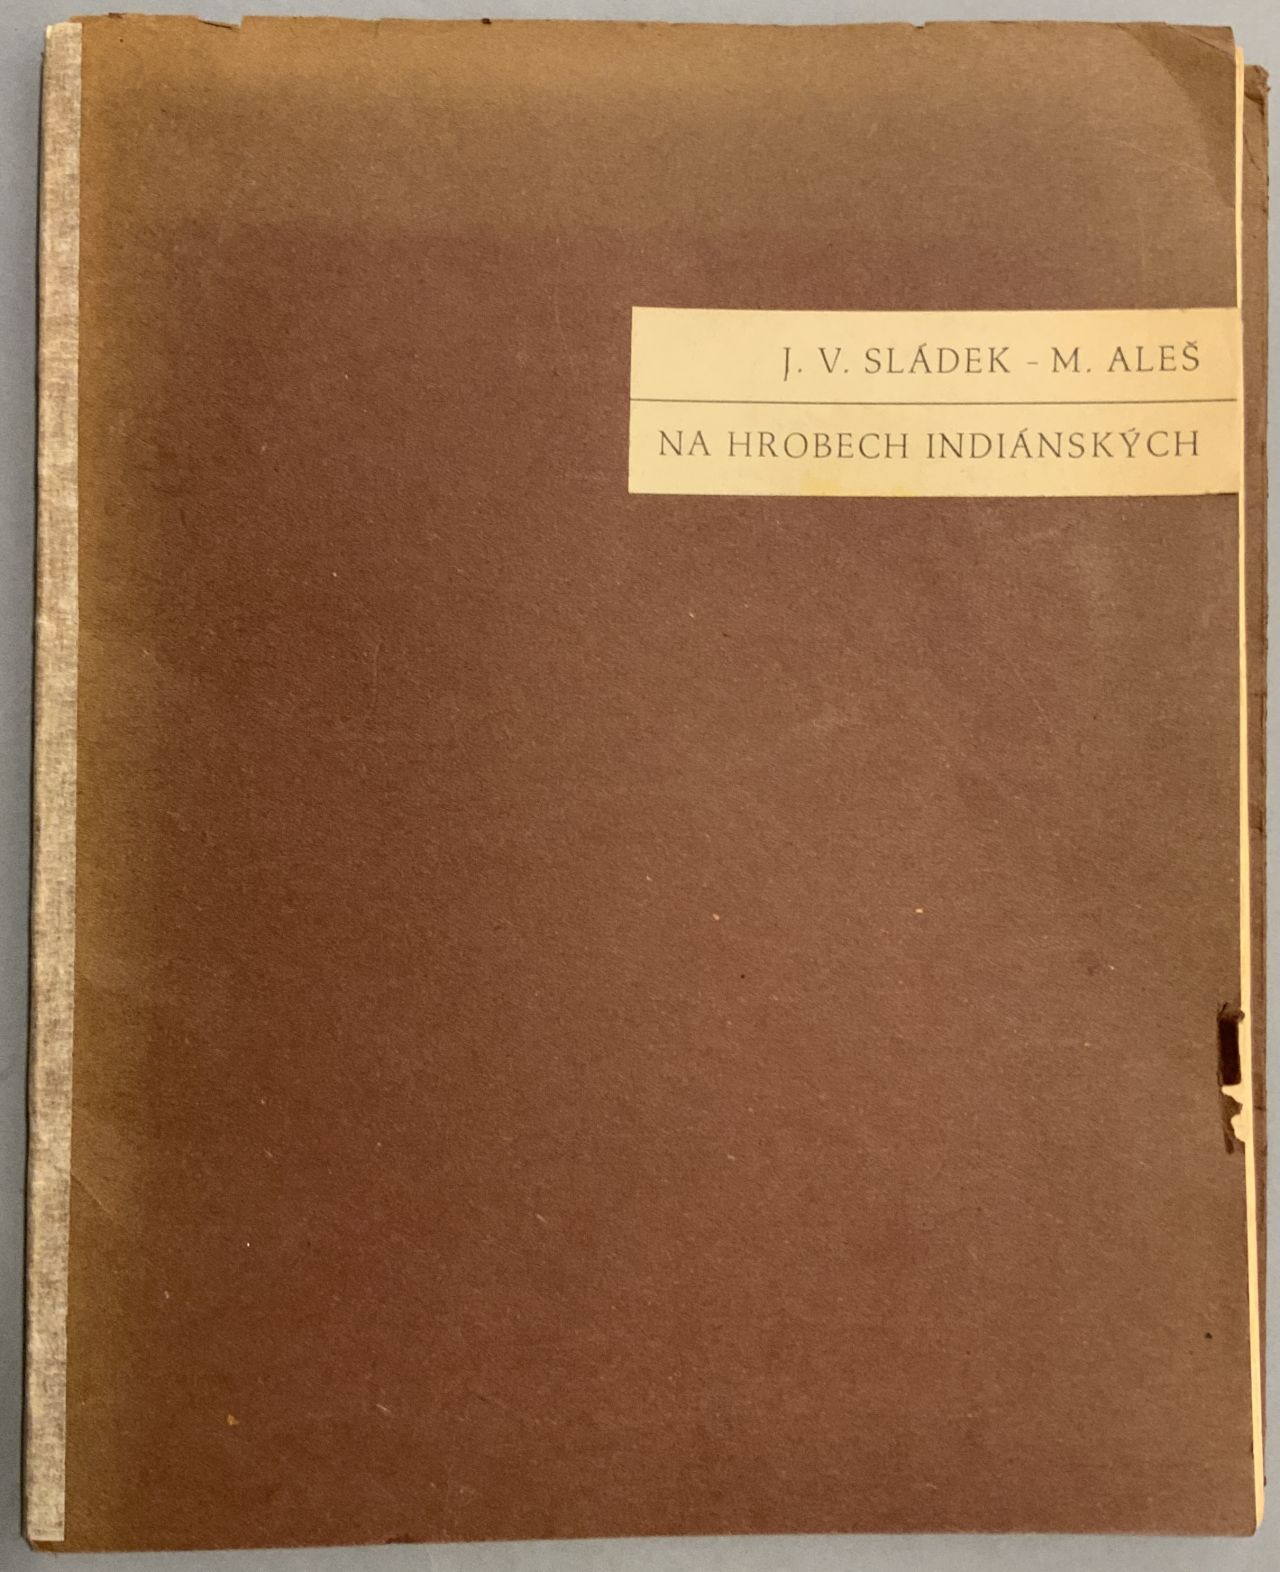 J. V. SLÁDEK - M. ALEŠ
NA HROBECH INDIÁNSKÝCH